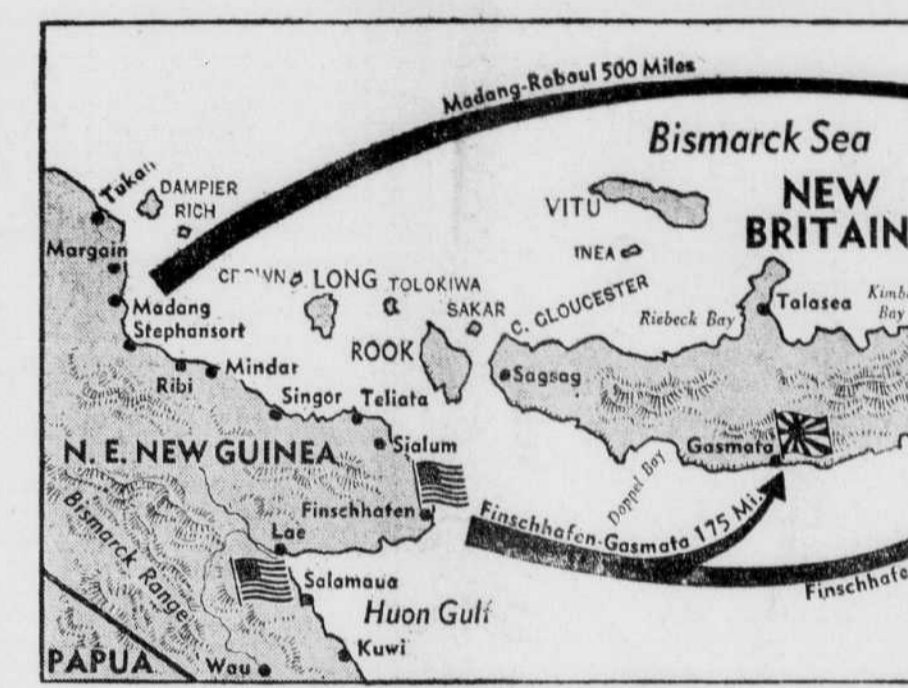 Madang-Rabaul 500 Miles
Bismarck Sea
NEW
BRITAIN
VITU
INEA
DAMPIER
RICH
Margain
Madang
Stephansort
Ribi
Mindar
LONG
TOLOKIWA
SAKAR
ROOK
C. GLOUCESTER
Riebeck Bay
Talasea
Bay
Sagsag
Singor
Teliata
Sialum
N. E. NEW GUINEA
Gasmata
Doppel Bay
Finschhafen
Finschhafen-Gasmata 175 Mi.
Lae
Bismarck Range
Salamaua
Huon Gulf
Kuwi
Wau
PAPUA